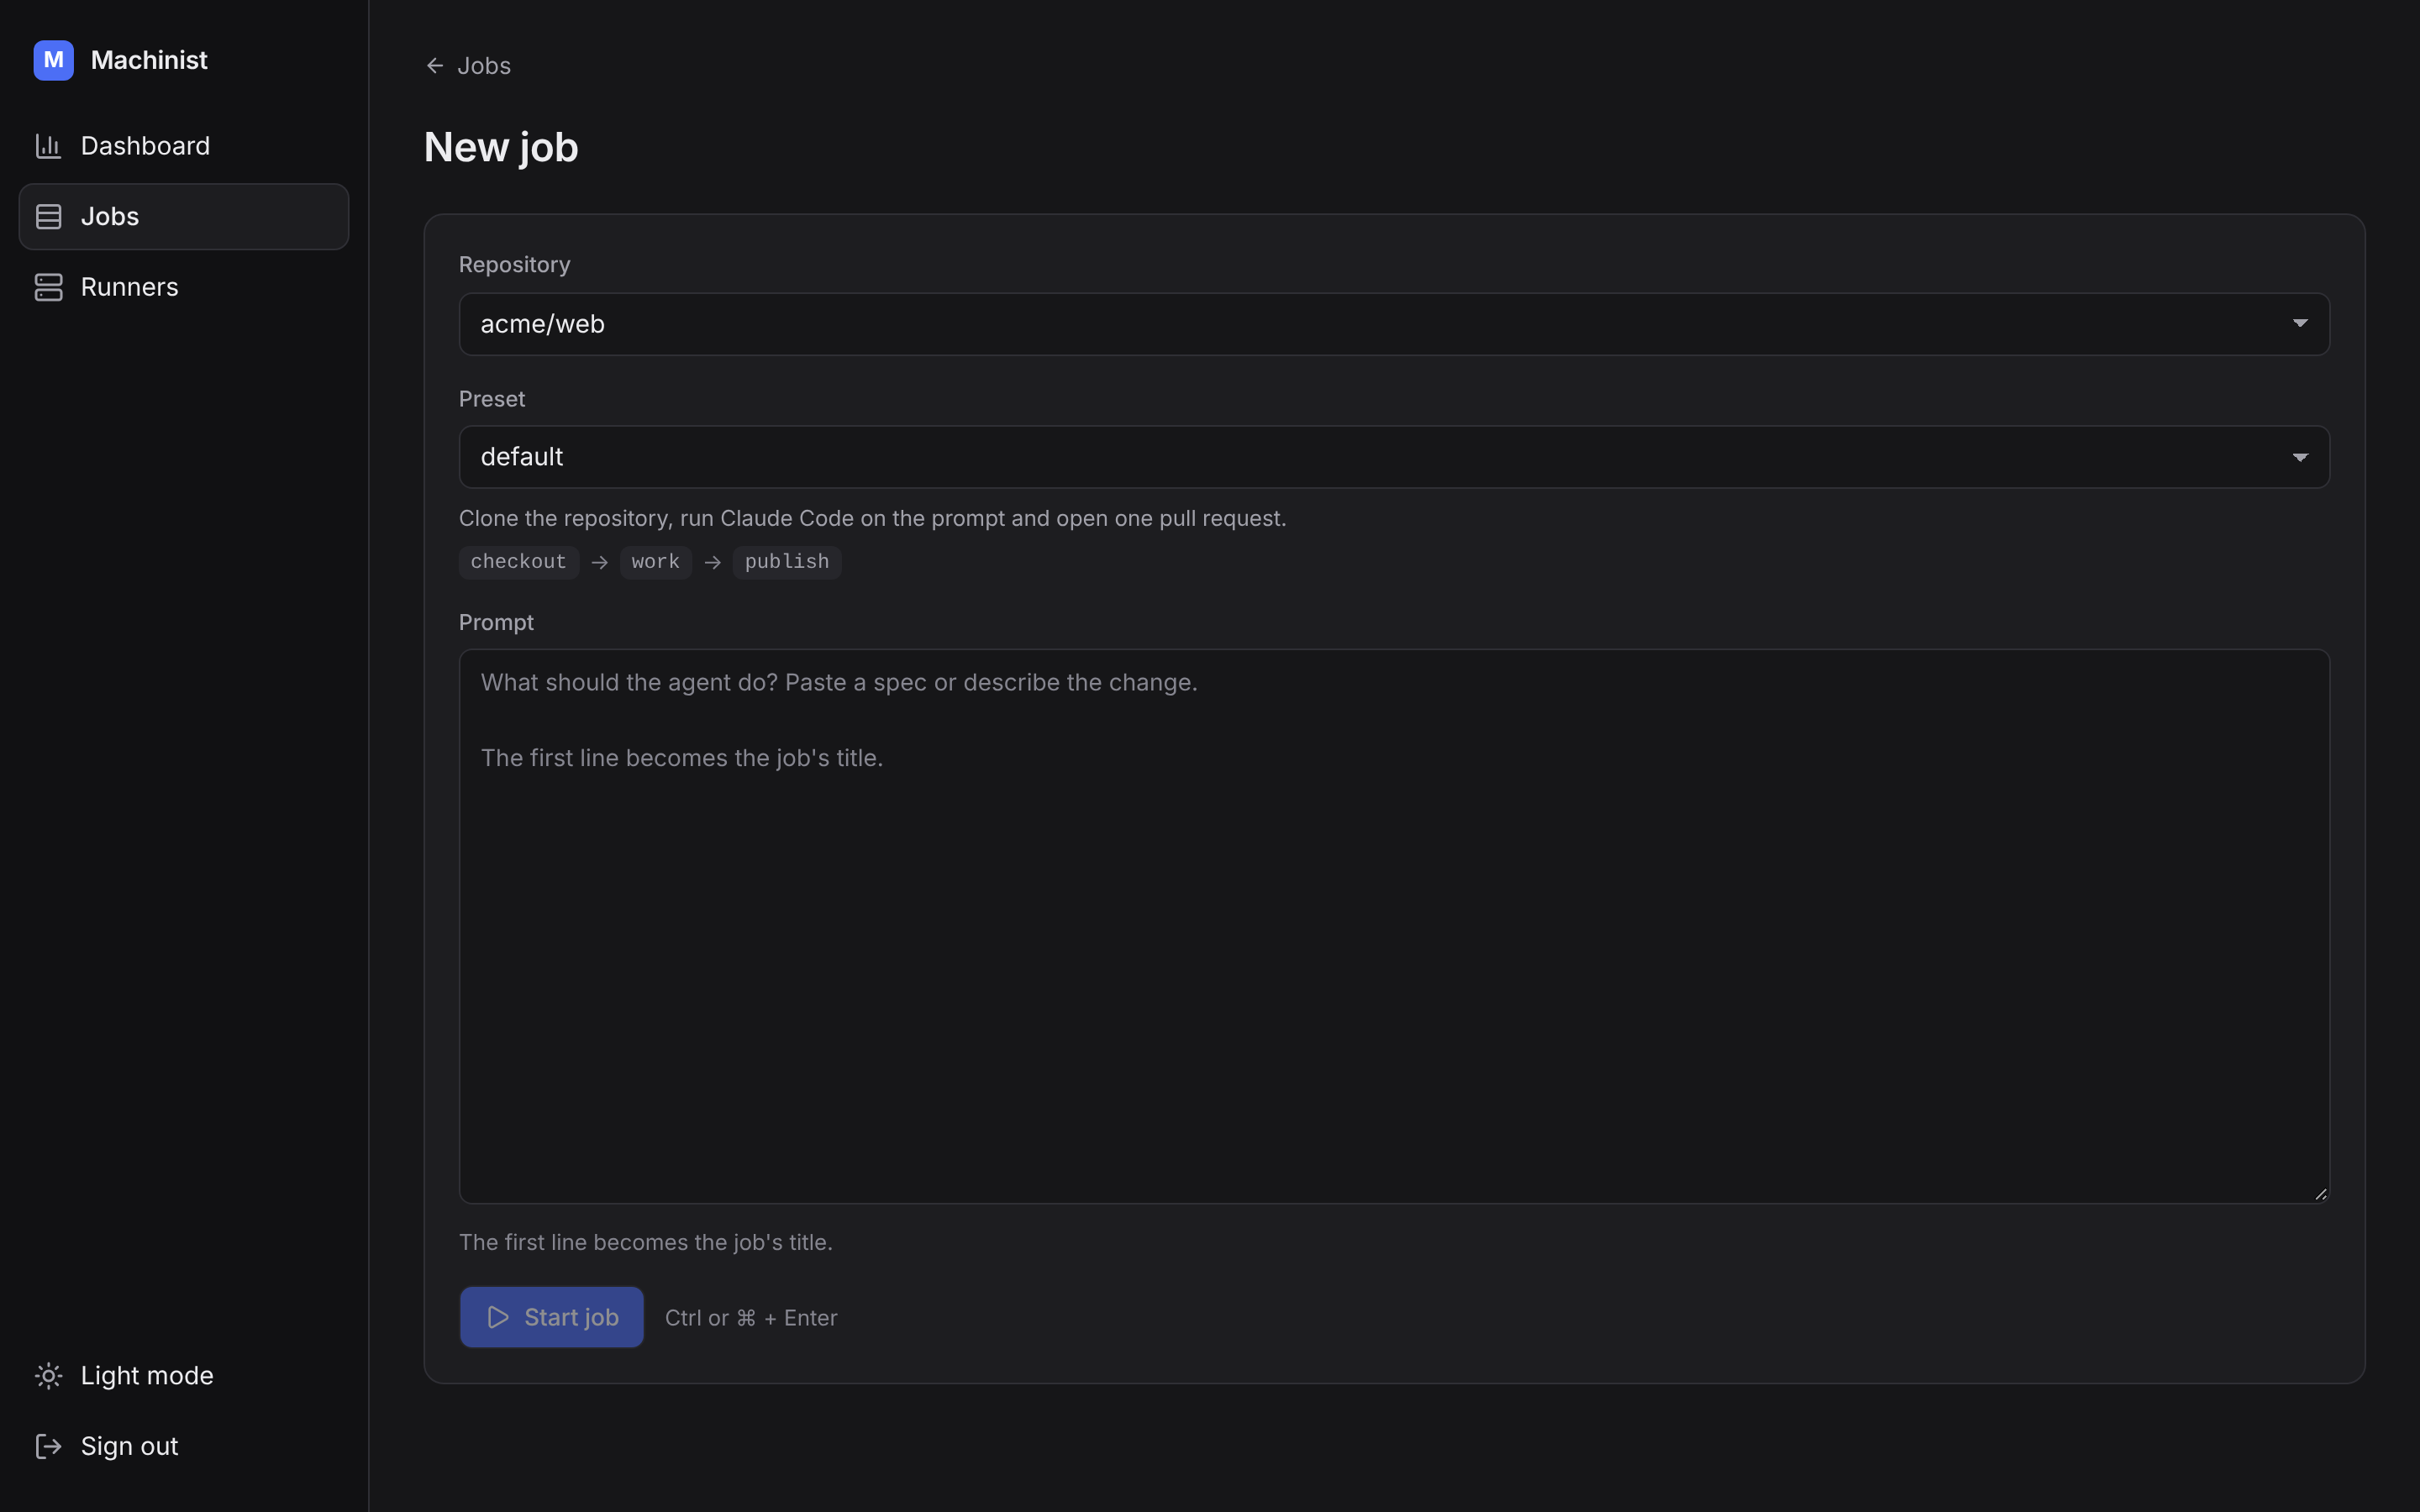 M Machinist
Dashboard
Jobs
Runners
Light mode
Sign out
← Jobs
New job
Repository
acme/web
Preset
default
Clone the repository, run Claude Code on the prompt and open one pull request.
checkout → work → publish
Prompt
What should the agent do? Paste a spec or describe the change.
The first line becomes the job's title.
The first line becomes the job's title.
Start job Ctrl or ⌘ + Enter